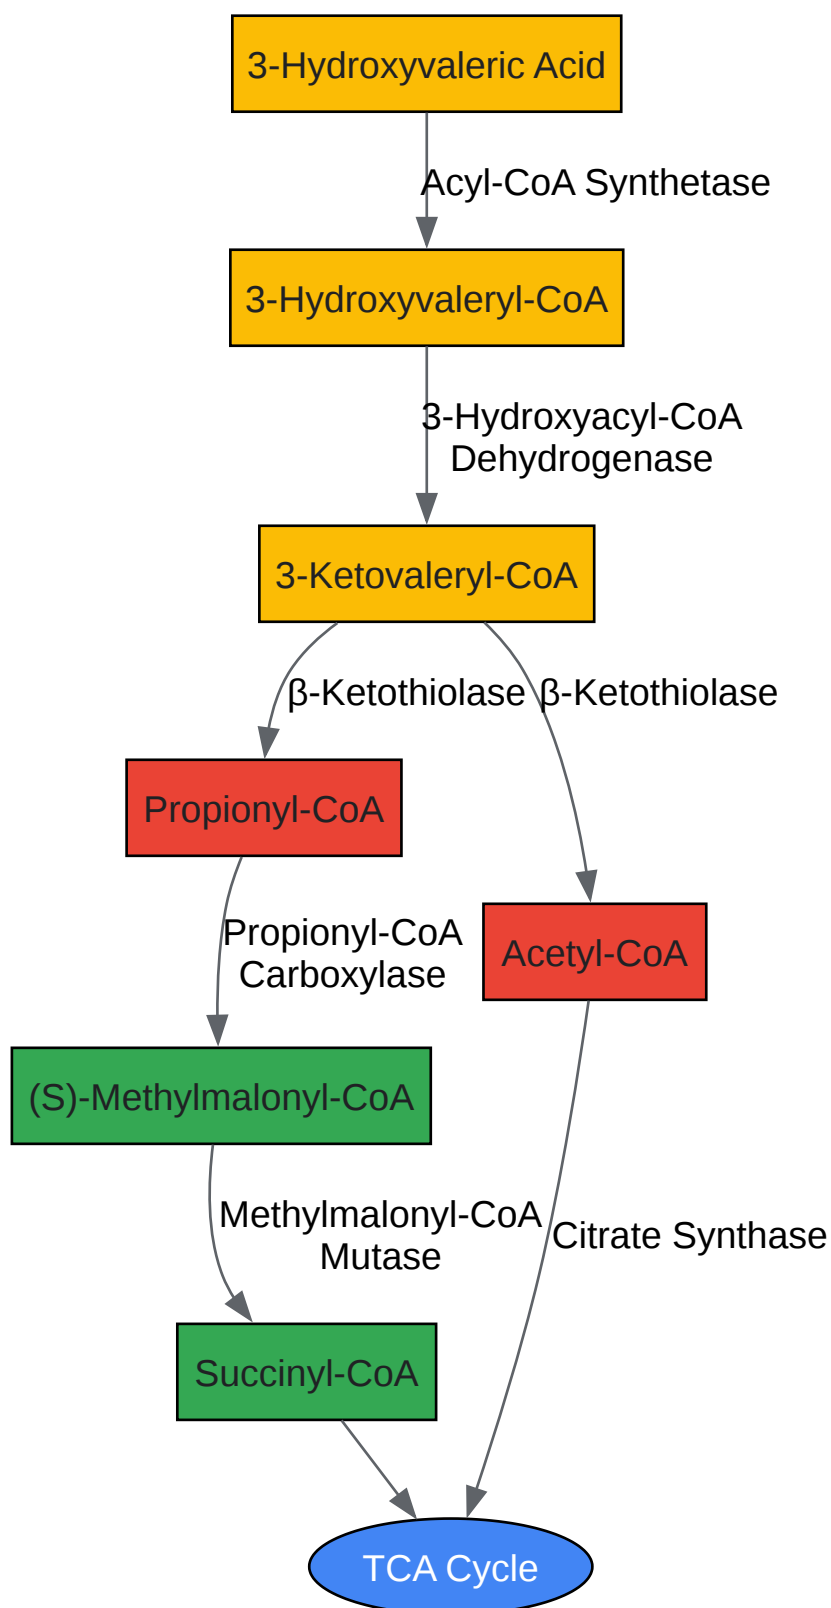 3-Hydroxyvaleric Acid
Acyl-CoA Synthetase
3-Hydroxyvaleryl-CoA
3-Hydroxyacyl-CoA
Dehydrogenase
3-Ketovaleryl-CoA
β-Ketothiolase
β-Ketothiolase
Propionyl-CoA
Propionyl-CoA
Carboxylase
Acetyl-CoA
(S)-Methylmalonyl-CoA
Methylmalonyl-CoA
Mutase
Citrate Synthase
Succinyl-CoA
TCA Cycle